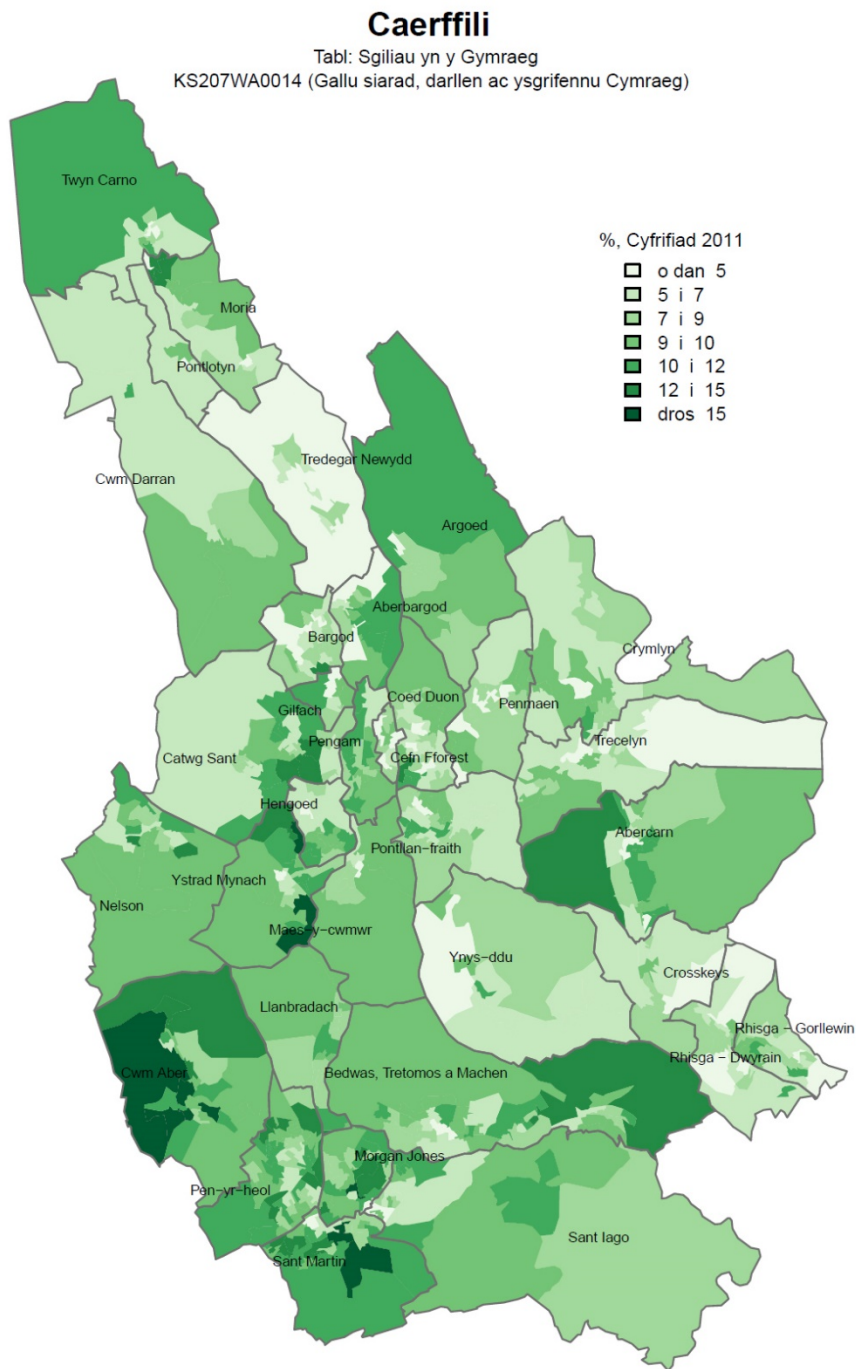 Caerffili
Tabl: Sgiliau yn y Gymraeg
KS207WA0014 (Gallu siarad, darllen ac ysgrifennu Cymraeg)
Twyn Carno
%, Cyfrifiad 2011
o dan 5
5 i 7
7 i 9
9 i 10
10 i 12
12 i 15
dros 15
Moria
Pontlotyn
Tredegar Newydd
Cwm Darran
Argoed
Aberbargod
Bargod
Crymlyn
Coed Duon
Penmaen
Gilfach
Trecelyn
Pengam
Catwg Sant
Cefn Fforest
Hengoed
Abercarn
Pontllan-fraith
Ystrad Mynach
Nelson
Maes-y-cwmwr
Ynys-ddu
Crosskeys
Llanbradach
Rhisga - Gorllewin
Rhisga - Dwyrain
Cwm Aber
Bedwas, Tretomos a Machen
Morgan Jones
Pen-yr-heol
Sant Iago
Sant Martin